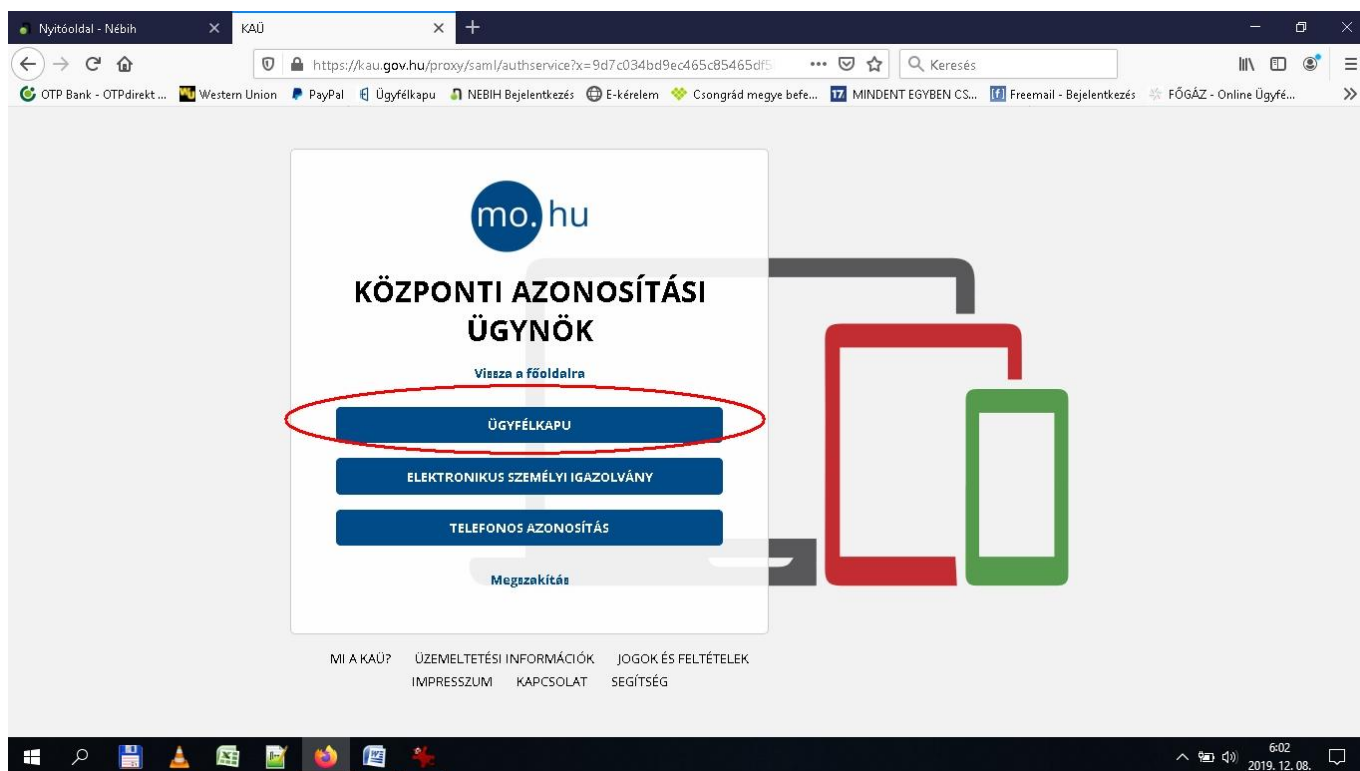 Nyitóoldal - Nébih
KAÜ
https://kau.gov.hu/proxy/saml/authservice?x=9d7c034bd9ec465c85465df5
Keresés
OTP Bank - OTPdirekt ... Western Union PayPal Ügyfélkapu NEBIH Bejelentkezés E-kérelem Csongrád megye befe... MINDENT EGYBEN CS... Freemail - Bejelentkezés FŐGÁZ - Online Ügyfé...
mo.hu
KÖZPONTI AZONOSÍTÁSI
ÜGYNÖK
Vissza a főoldalra
ÜGYFÉLKAPU
ELEKTRONIKUS SZEMÉLYI IGAZOLVÁNY
TELEFONOS AZONOSÍTÁS
Megszakítás
MI A KAÜ? ÜZEMELTETÉSI INFORMÁCIÓK JOGOK ÉS FELTÉTELEK
IMPRESSZUM KAPCSOLAT SEGÍTSÉG
6:02
2019. 12. 08.